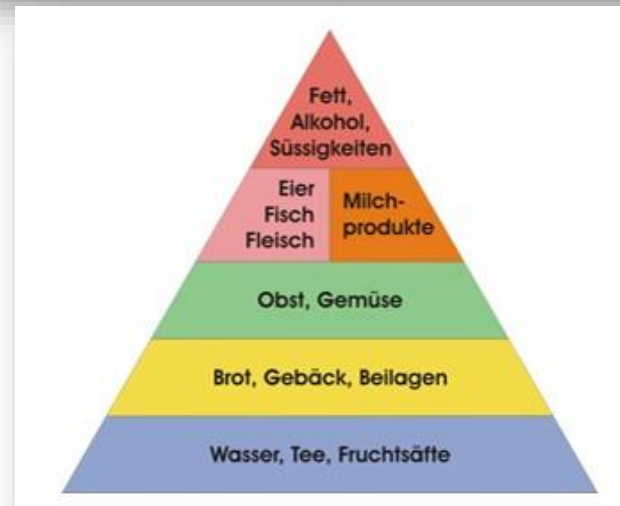 Fett,
Alkohol,
Süssigkeiten
Eier
Fisch
Fleisch
Milch-
produkte
Obst, Gemüse
Brot, Gebäck, Beilagen
Wasser, Tee, Fruchtsäfte